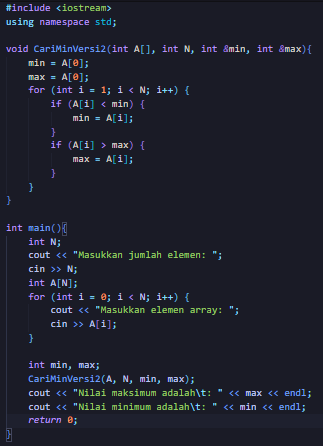 #include <iostream>
using namespace std;

void CariMinVersi2(int A[], int N, int &min, int &max){
    min = A[0];
    max = A[0];
    for (int i = 1; i < N; i++) {
        if (A[i] < min) {
            min = A[i];
        }
        if (A[i] > max) {
            max = A[i];
        }
    }
}

int main(){
    int N;
    cout << "Masukkan jumlah elemen: ";
    cin >> N;
    int A[N];
    for (int i = 0; i < N; i++) {
        cout << "Masukkan elemen array: ";
        cin >> A[i];
    }

    int min, max;
    CariMinVersi2(A, N, min, max);
    cout << "Nilai maksimum adalah\t: " << max << endl;
    cout << "Nilai minimum adalah\t: " << min << endl;
    return 0;
}